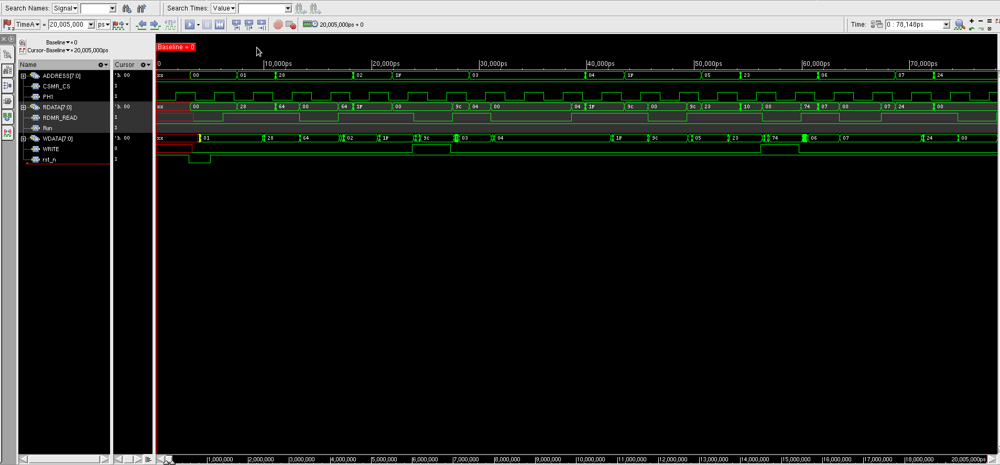 Search Names: Signal Search Times: Value
TimeA = 20,005,000 ps 20,005,000ps + 0 Time: 0 : 78,148ps
Baseline = 0
Cursor-Baseline = 20,005,000ps
Baseline = 0
Name Cursor
0 10,000ps 20,000ps 30,000ps 40,000ps 50,000ps 60,000ps 70,000ps
ADDRESS[7:0] 'h 00 xx 00 01 28 02 1F 03 04 1F 05 23 06 07 24
CSMR_CS 1
PH1 1
RDATA[7:0] 'h 00 xx 00 28 64 00 64 1F 00 9c 04 00 04 1F 9c 00 9c 23 10 00 74 07 00 07 24 00
RDMR_READ 1
Run 1
WDATA[7:0] 'h 00 xx 01 28 64 02 1F 9c 03 04 1F 9c 05 23 74 06 07 24 00
WRITE 0
rst_n 1
1,000,000 2,000,000 3,000,000 4,000,000 5,000,000 6,000,000 7,000,000 8,000,000 9,000,000 10,000,000 11,000,000 12,000,000 13,000,000 14,000,000 15,000,000 16,000,000 17,000,000 18,000,000 20,005,000ps